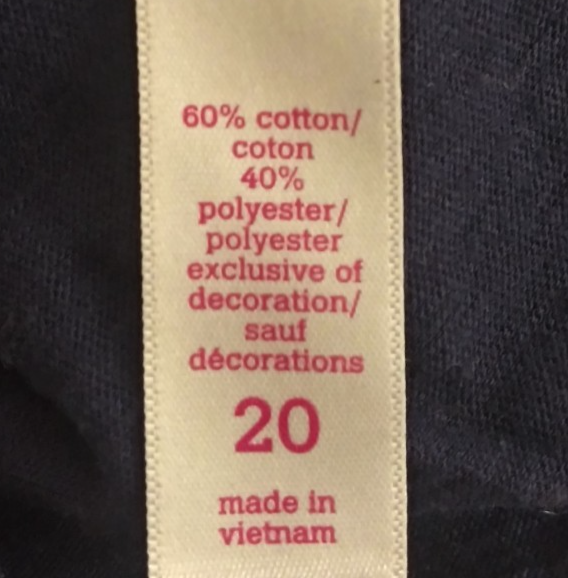 60% cotton/
coton
40%
polyester/
polyester
exclusive of
decoration/
sauf
décorations
20
made in
vietnam